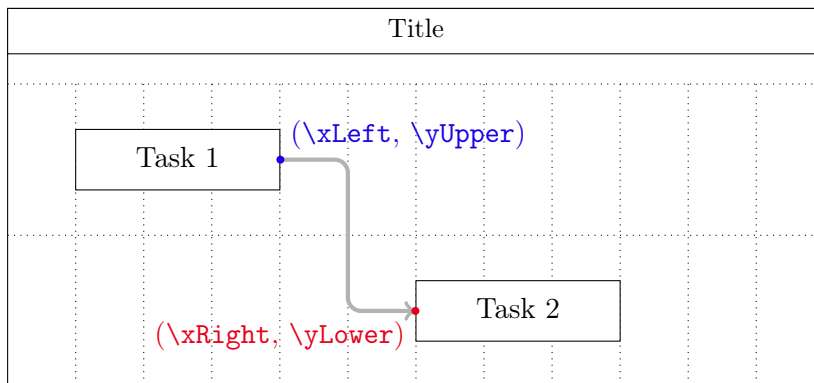 Title
(\xLeft, \yUpper)
Task 1
Task 2
(\xRight, \yLower)